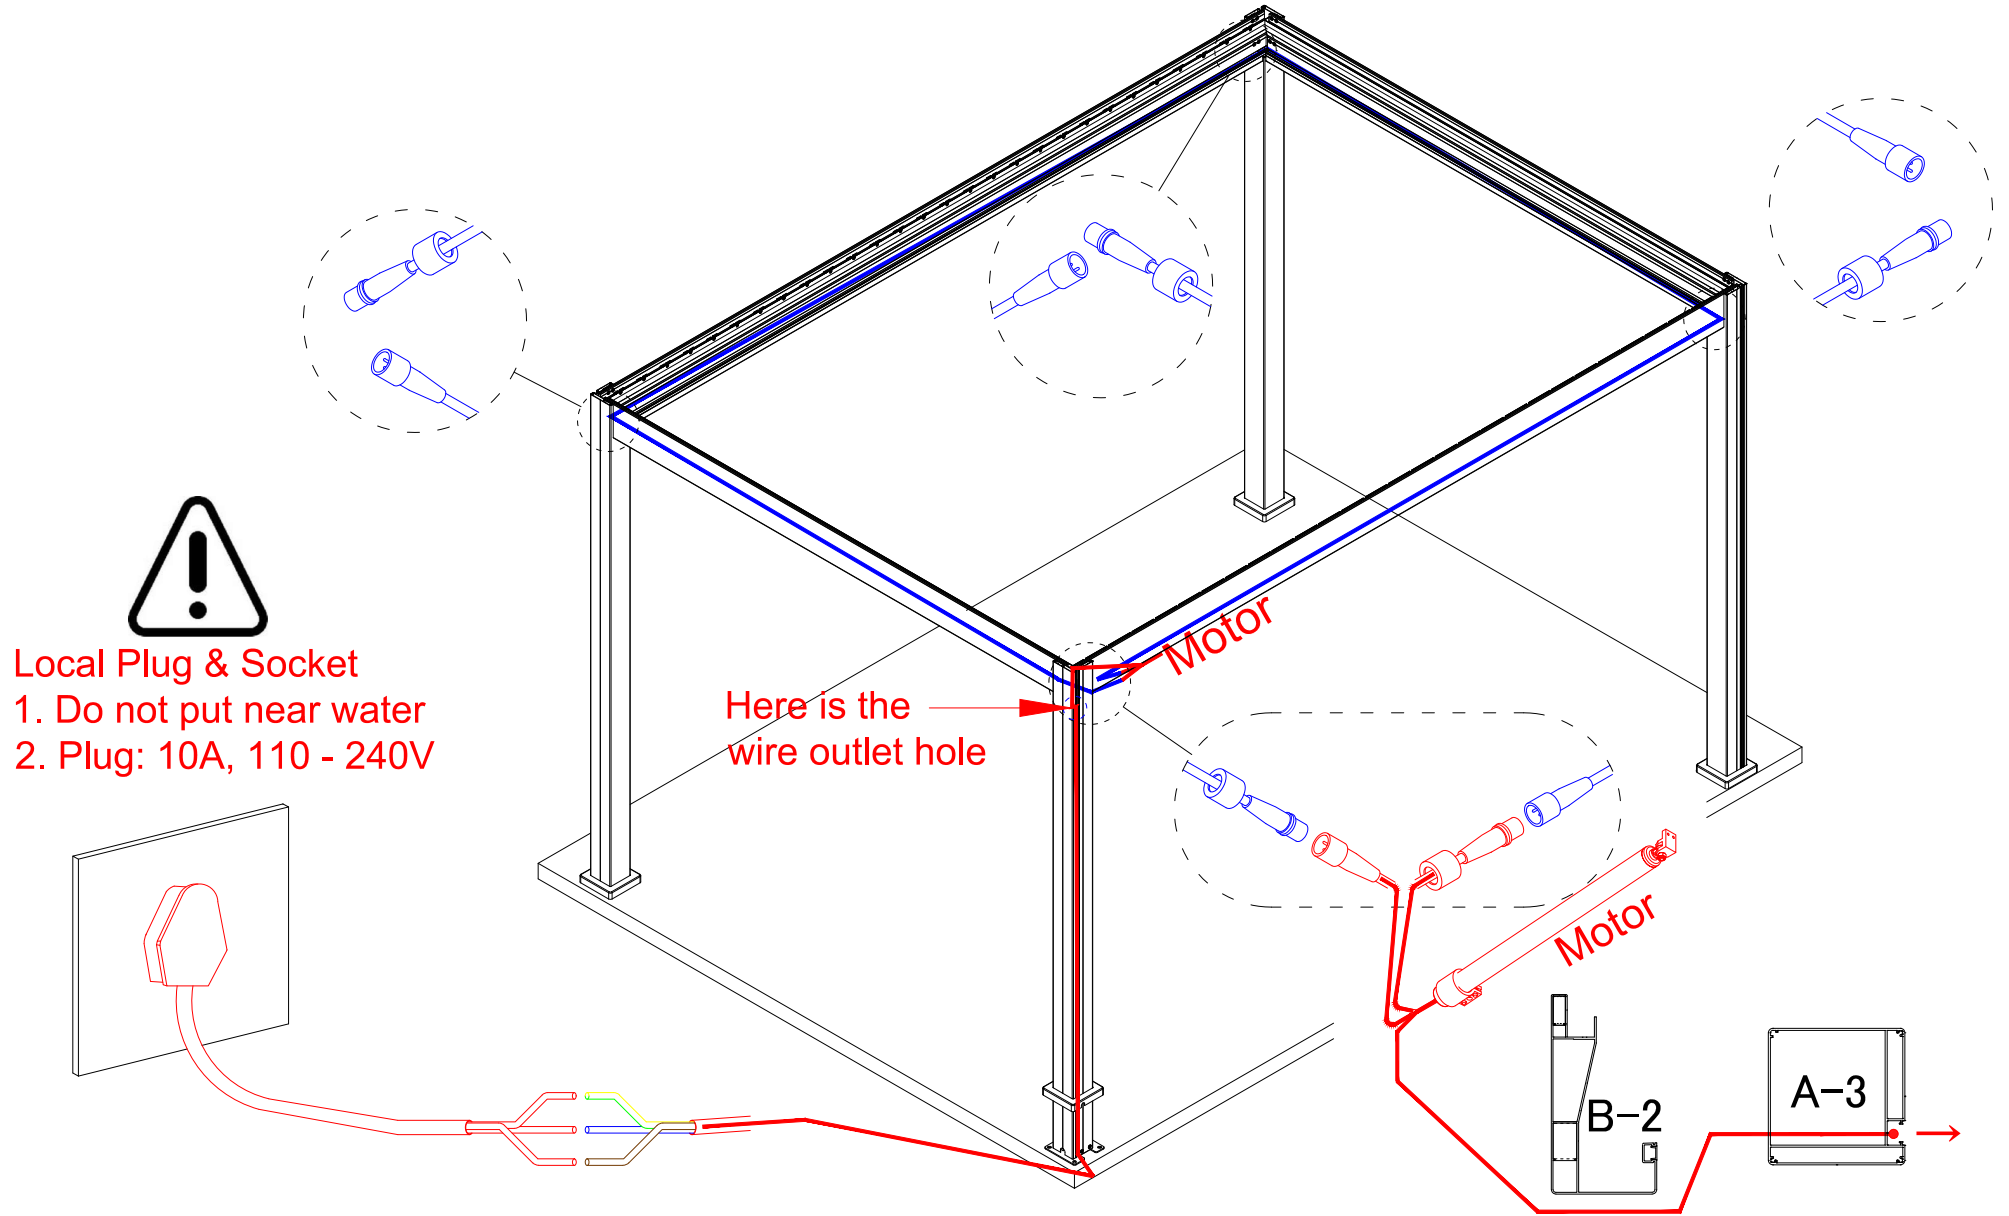 Motor
Local Plug & Socket
1. Do not put near water
2. Plug: 10A, 110 - 240V
Here is the
wire outlet hole
Motor
B-2
A-3